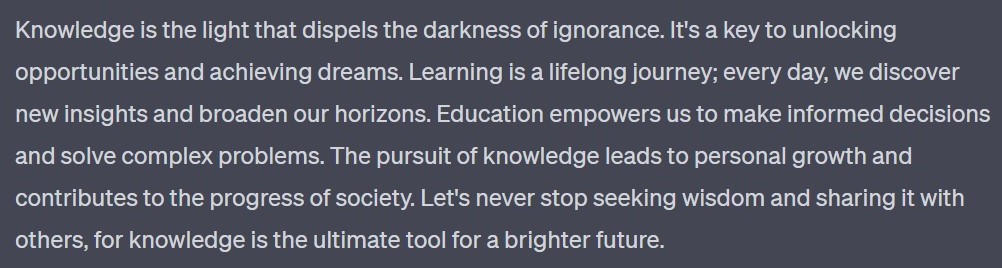 Knowledge is the light that dispels the darkness of ignorance. It's a key to unlocking
opportunities and achieving dreams. Learning is a lifelong journey; every day, we discover
new insights and broaden our horizons. Education empowers us to make informed decisions
and solve complex problems. The pursuit of knowledge leads to personal growth and
contributes to the progress of society. Let's never stop seeking wisdom and sharing it with
others, for knowledge is the ultimate tool for a brighter future.